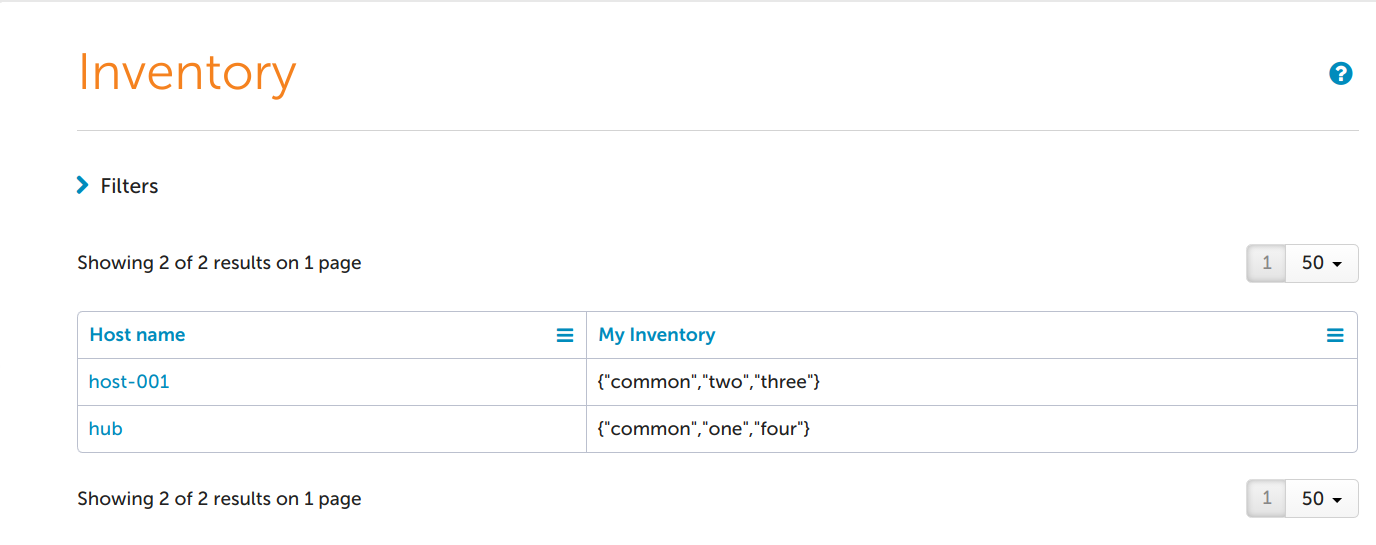 Inventory
?
Filters
Showing 2 of 2 results on 1 page
1 50
Host name My Inventory
host-001 {"common","two","three"}
hub {"common","one","four"}
Showing 2 of 2 results on 1 page
1 50